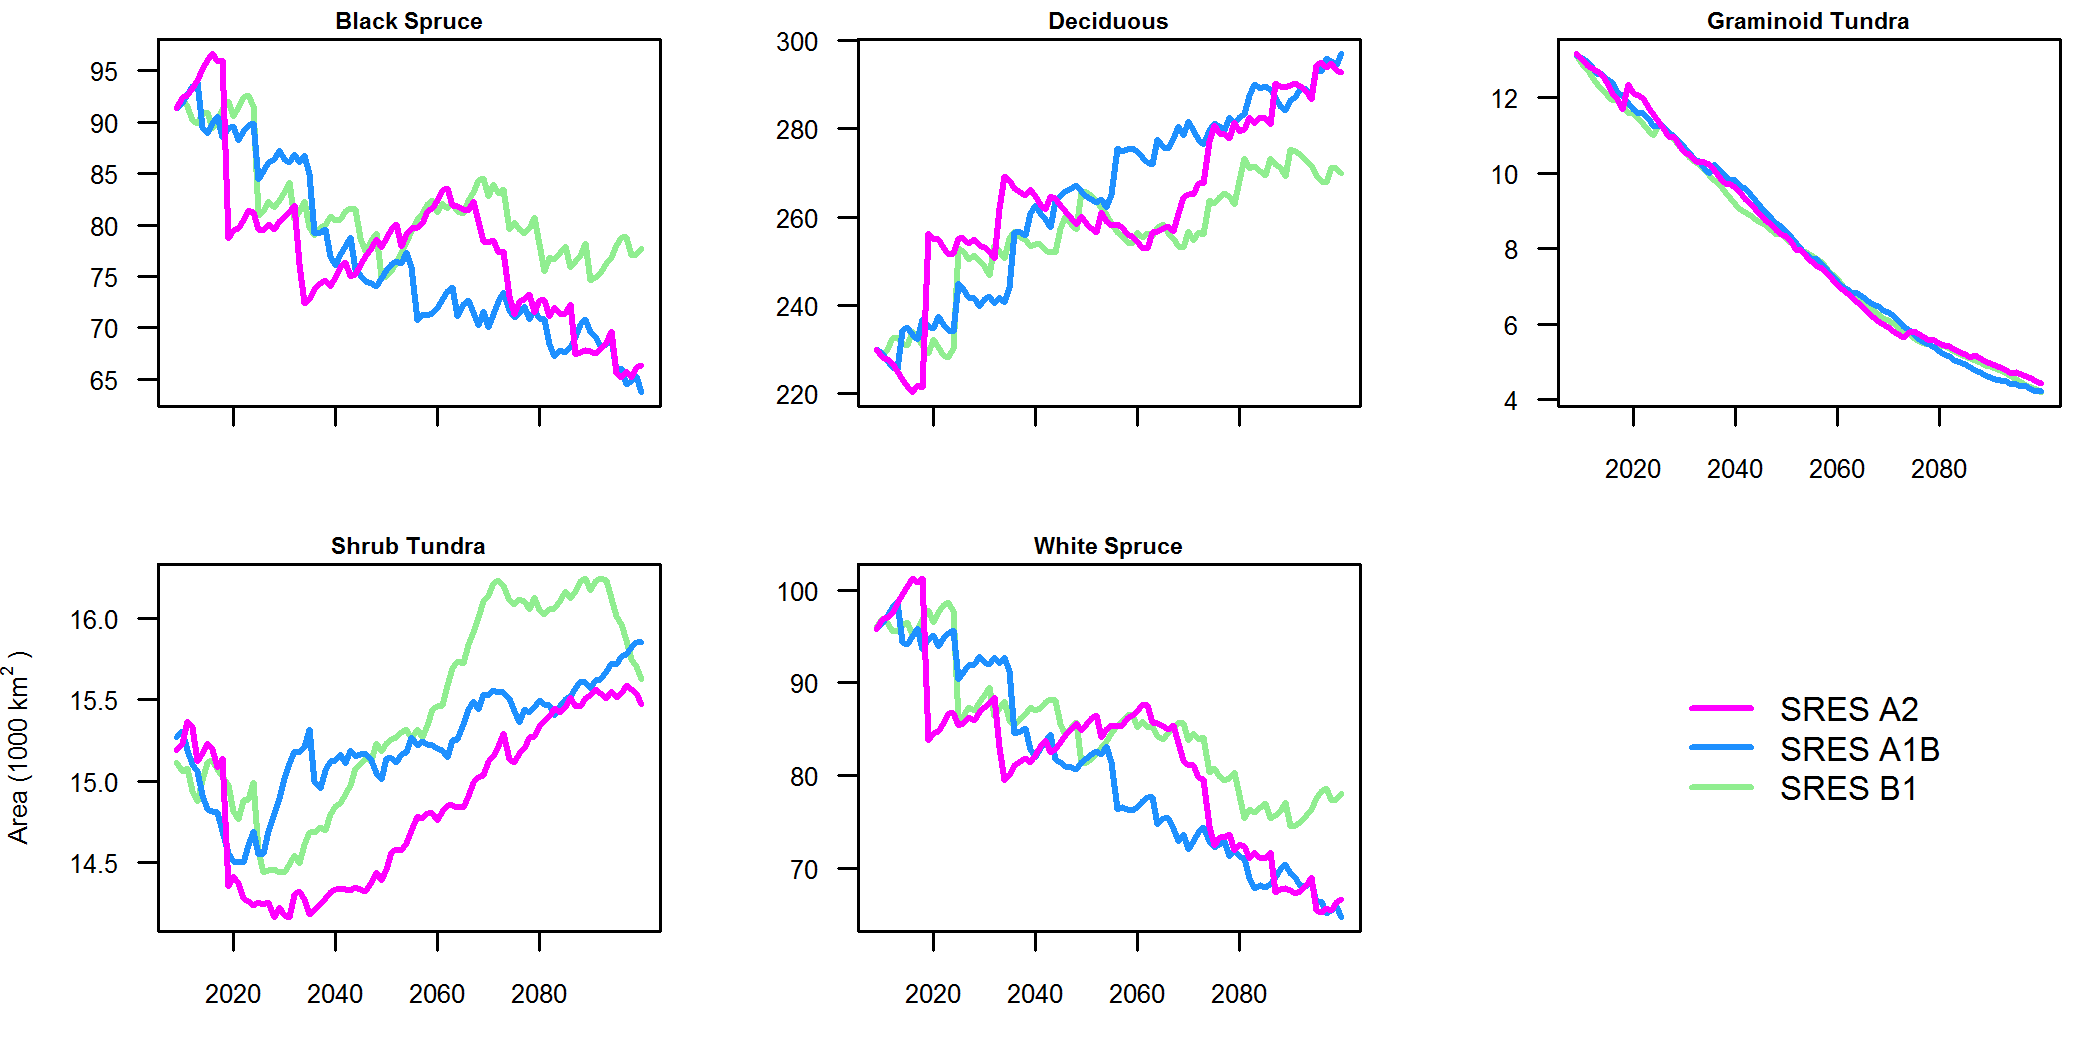 Black Spruce
95
90
85
80
75
70
65
Deciduous
300
280
260
240
220
Graminoid Tundra
12
10
8
6
4
2020 2040 2060 2080
Shrub Tundra
16.0
15.5
15.0
14.5
2020 2040 2060 2080
Area (1000 km²)
White Spruce
100
90
80
70
2020 2040 2060 2080
SRES A2
SRES A1B
SRES B1